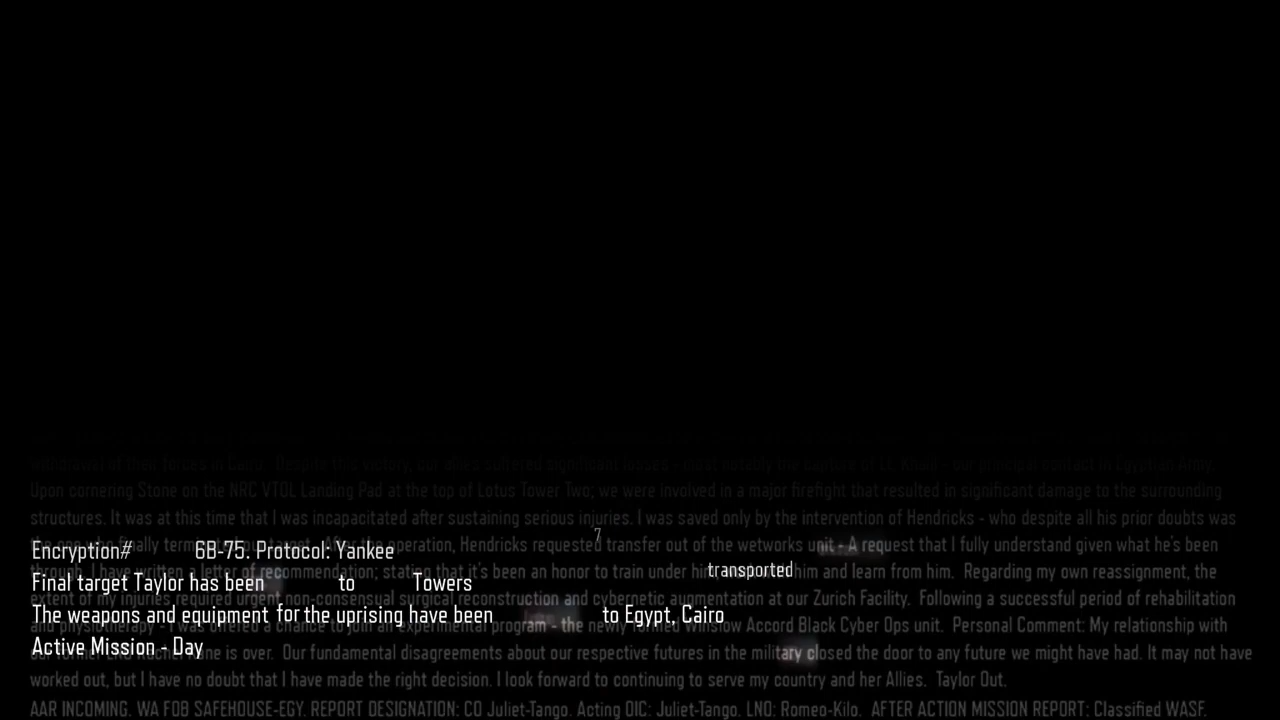 withdrawal of their forces in Cairo. Despite this victory, our allies suffered significant losses - most notably the capture of Lt. Khalil - our principal contact in Egyptian Army.
Upon cornering Stone on the NRC VTOL Landing Pad at the top of Lotus Tower Two; we were involved in a major firefight that resulted in significant damage to the surrounding
structures. It was at this time that I was incapacitated after sustaining serious injuries. I was saved only by the intervention of Hendricks - who despite all his prior doubts was
7
the one who finally After the operation, Hendricks requested transfer out of the wetworks unit - A request that I fully understand given what he's been
Encryption# 6B-75. Protocol: Yankee
through. I have written a letter of recommendation; stating that it's been an honor to train under him him and learn from him. Regarding my own reassignment, the
transported
Final target Taylor has been to Towers
extent of my injuries required urgent non-consensual surgical reconstruction and cybernetic augmentation at our Zurich Facility. Following a successful period of rehabilitation
The weapons and equipment for the uprising have been to Egypt, Cairo
and physiotherapy - I was offered a chance to join an experimental program - the newly formed Winslow Accord Black Cyber Ops unit. Personal Comment: My relationship with
Active Mission - Day
our former is over. Our fundamental disagreements about our respective futures in the military closed the door to any future we might have had. It may not have
worked out, but I have no doubt that I have made the right decision. I look forward to continuing to serve my country and her Allies. Taylor Out.
AAR INCOMING. WA FOB SAFEHOUSE-EGY. REPORT DESIGNATION: CO Juliet-Tango. Acting OIC: Juliet-Tango. LNO: Romeo-Kilo. AFTER ACTION MISSION REPORT: Classified WASF.